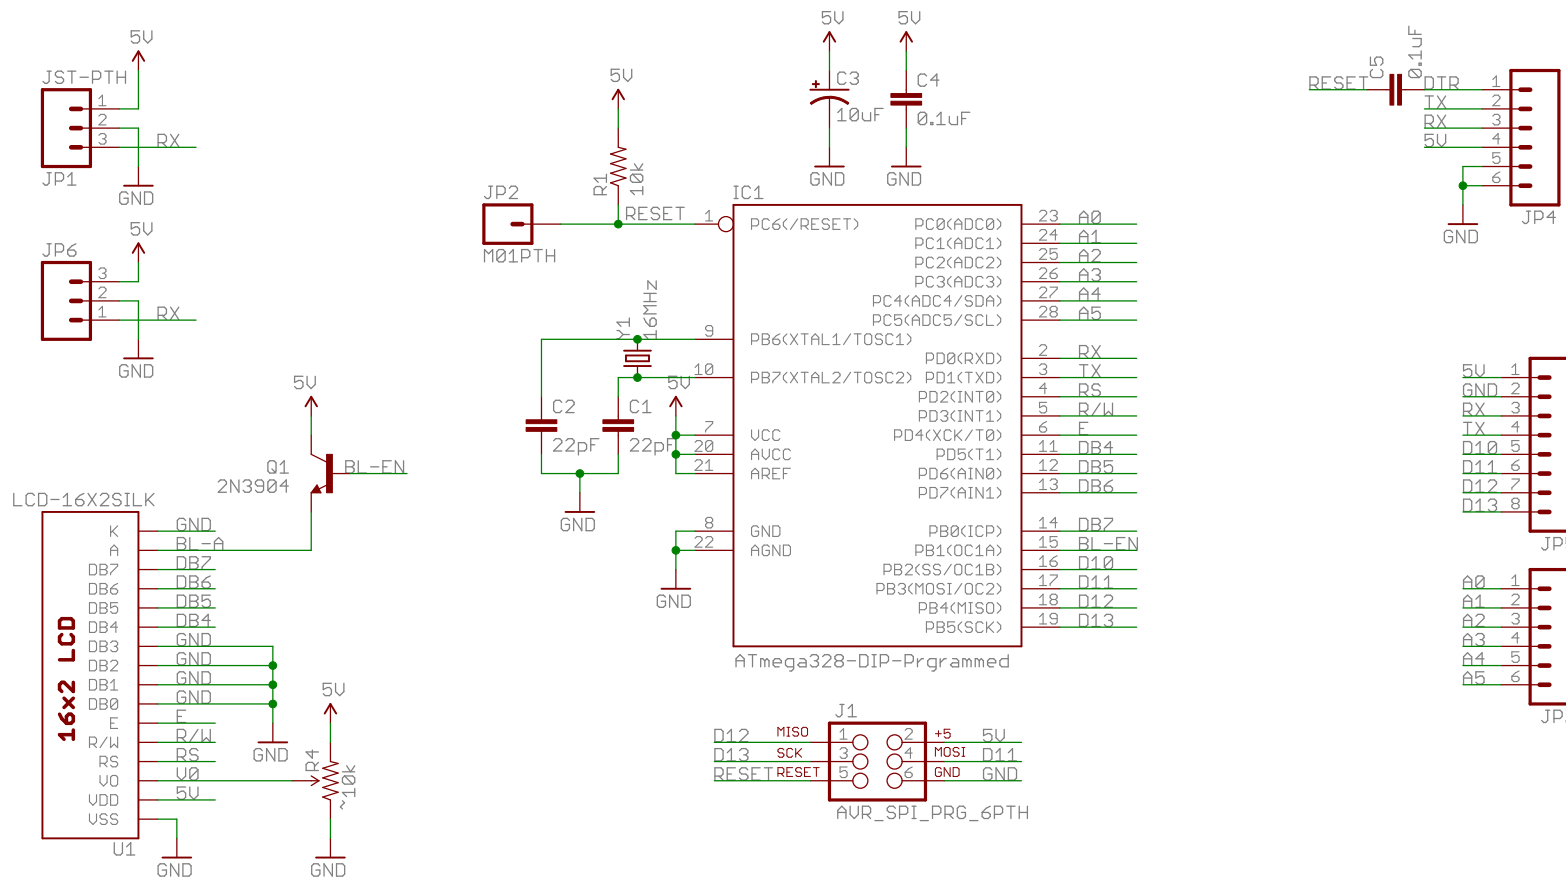 5V
JST-PTH
1
2
3
RX
JP1
GND
5V
JP6
3
2
1
RX
GND
5V
Q1
2N3904
BL-EN
LCD-16X2SILK
16x2 LCD
K GND
A BL-A
DB7 DB7
DB6 DB6
DB5 DB5
DB4 DB4
DB3 GND
DB2 GND
DB1 GND
DB0 GND
E E
R/W R/W
RS RS
VO V0
VDD 5V
VSS
U1
GND
GND
5V
R4
~10k
GND
5V
R1
10k
JP2
M01PTH
RESET
5V
C3
10uF
GND
5V
C4
0.1uF
GND
Y1
16MHz
C2
22pF
C1
22pF
GND
5V
GND
IC1
1 PC6(/RESET)
9 PB6(XTAL1/TOSC1)
10 PB7(XTAL2/TOSC2)
7 VCC
20 AVCC
21 AREF
8 GND
22 AGND
PC0(ADC0) 23 A0
PC1(ADC1) 24 A1
PC2(ADC2) 25 A2
PC3(ADC3) 26 A3
PC4(ADC4/SDA) 27 A4
PC5(ADC5/SCL) 28 A5
PD0(RXD) 2 RX
PD1(TXD) 3 TX
PD2(INT0) 4 RS
PD3(INT1) 5 R/W
PD4(XCK/T0) 6 E
PD5(T1) 11 DB4
PD6(AIN0) 12 DB5
PD7(AIN1) 13 DB6
PB0(ICP) 14 DB7
PB1(OC1A) 15 BL-EN
PB2(SS/OC1B) 16 D10
PB3(MOSI/OC2) 17 D11
PB4(MISO) 18 D12
PB5(SCK) 19 D13
ATmega328-DIP-Prgrammed
J1
D12 MISO 1 2 +5 5V
D13 SCK 3 4 MOSI D11
RESET RESET 5 6 GND GND
AVR_SPI_PRG_6PTH
RESET
C5
0.1uF
DTR 1
TX 2
RX 3
5V 4
5
6
JP4
GND
5V 1
GND 2
RX 3
TX 4
D10 5
D11 6
D12 7
D13 8
A0 1
A1 2
A2 3
A3 4
A4 5
A5 6